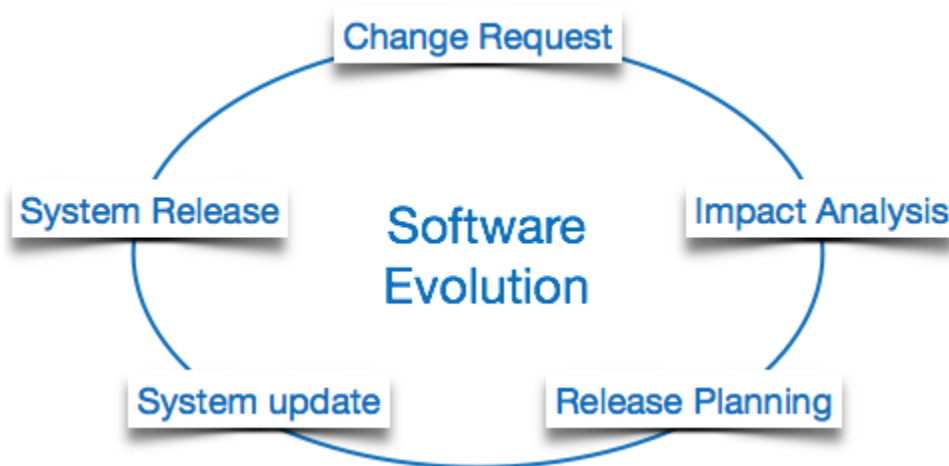 Change Request
System Release
Software
Evolution
Impact Analysis
System update
Release Planning